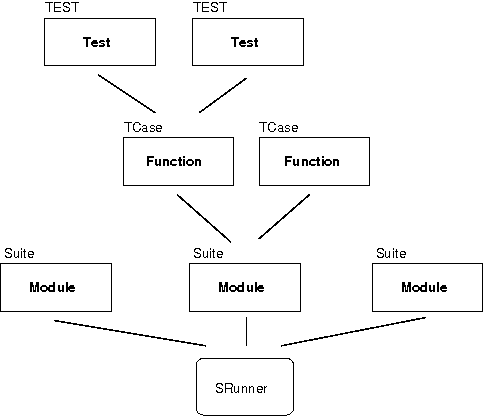 TEST
TEST
Test
Test
TCase
TCase
Function
Function
Suite
Suite
Suite
Module
Module
Module
SRunner